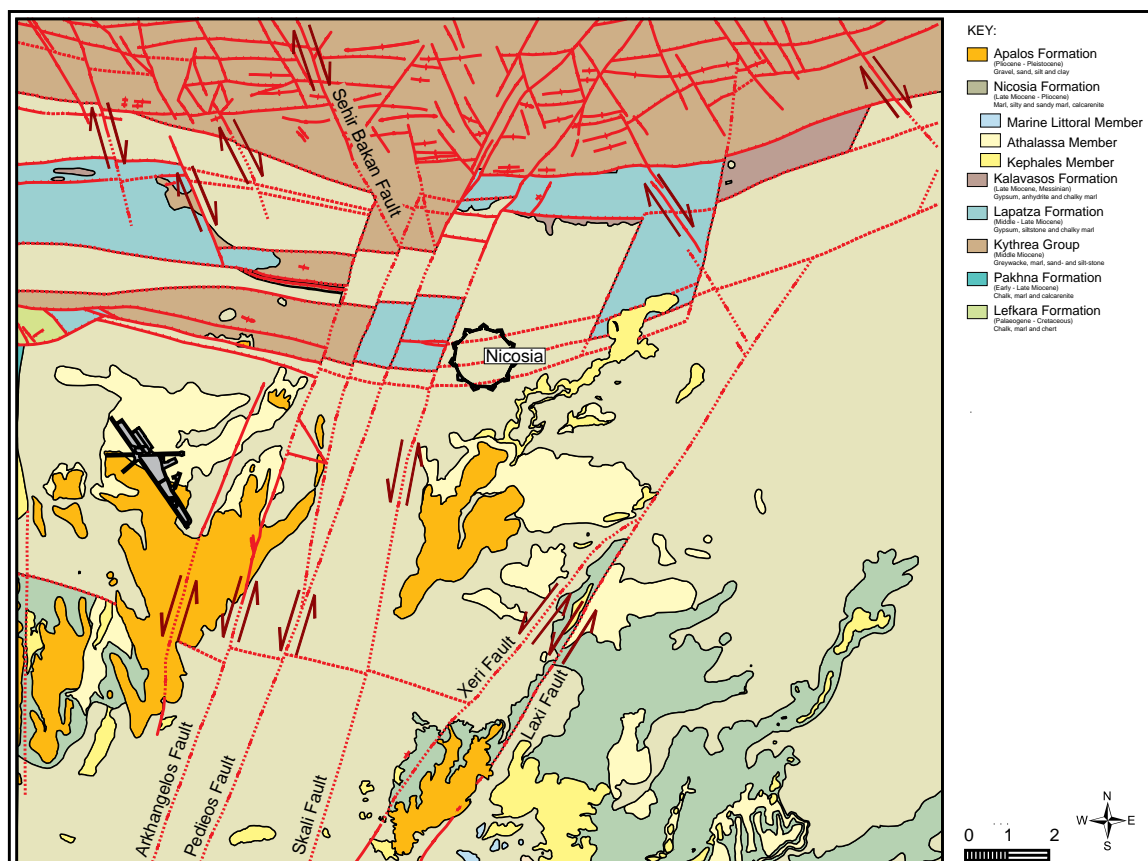 KEY:
Apalos Formation
(Pliocene - Pleistocene)
Gravel, sand, silt and clay
Nicosia Formation
(Late Miocene - Pliocene)
Marl, silty and sandy marl, calcarenite
Marine Littoral Member
Athalassa Member
Kephales Member
Kalavasos Formation
(Late Miocene, Messinian)
Gypsum, anhydrite and chalky marl
Lapatza Formation
(Middle - Late Miocene)
Gypsum, siltstone and chalky marl
Kythrea Group
(Middle Miocene)
Greywacke, marl, sand- and silt-stone
Pakhna Formation
(Early - Late Miocene)
Chalk, marl and calcarenite
Lefkara Formation
(Palaeogene - Cretaceous)
Chalk, marl and chert
Sehir Bakan Fault
Nicosia
Xeri Fault
Laxi Fault
Arkhangelos Fault
Pedieos Fault
Skali Fault
N
W E
S
0 1 2